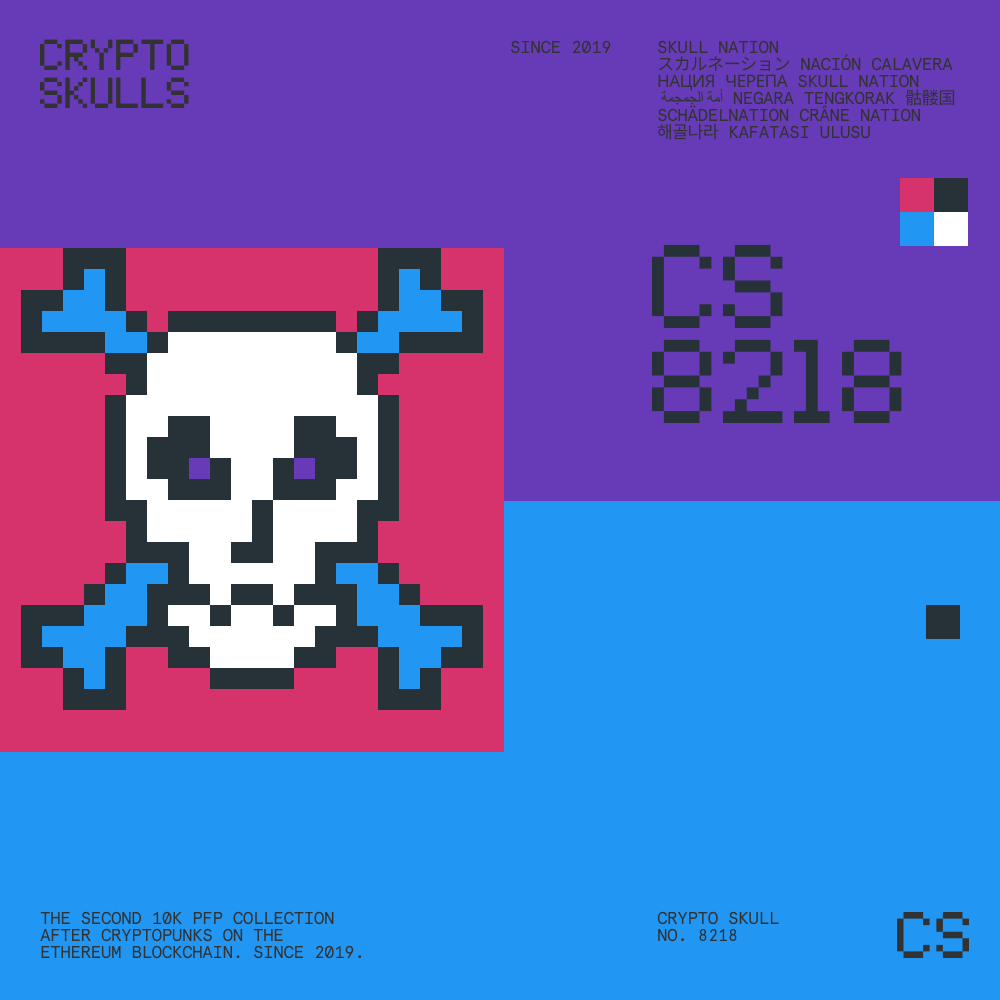 CRYPTO
SKULLS
SINCE 2019
SKULL NATION
スカルネーション NACIÓN CALAVERA
НАЦИЯ ЧЕРЕПА SKULL NATION
أمة الجمجمة NEGARA TENGKORAK 骷髅国
SCHÄDELNATION CRÂNE NATION
해골나라 KAFATASI ULUSU
CS
8218
THE SECOND 10K PFP COLLECTION
AFTER CRYPTOPUNKS ON THE
ETHEREUM BLOCKCHAIN. SINCE 2019.
CRYPTO SKULL
NO. 8218
CS